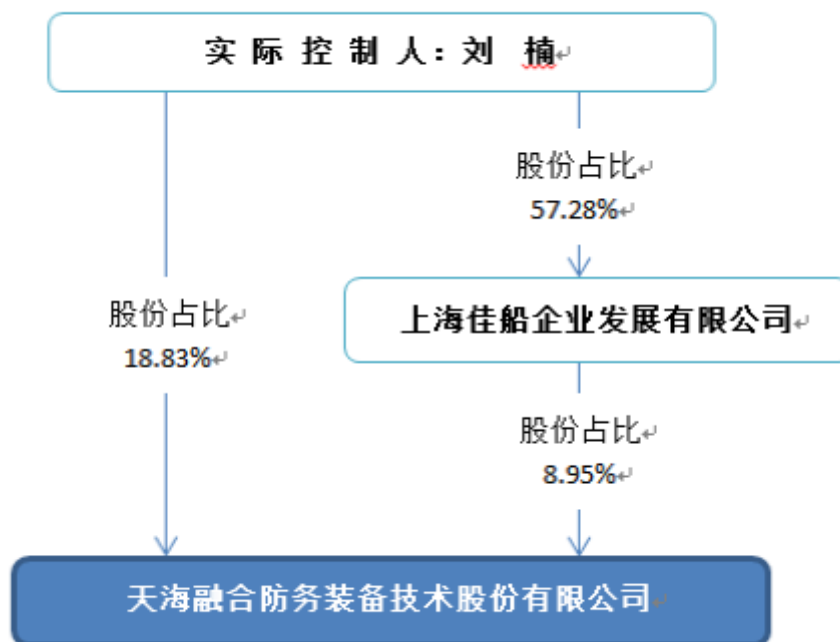 实 际 控 制 人：刘 楠
股份占比
57.28%
上海佳船企业发展有限公司
股份占比
18.83%
股份占比
8.95%
天海融合防务装备技术股份有限公司